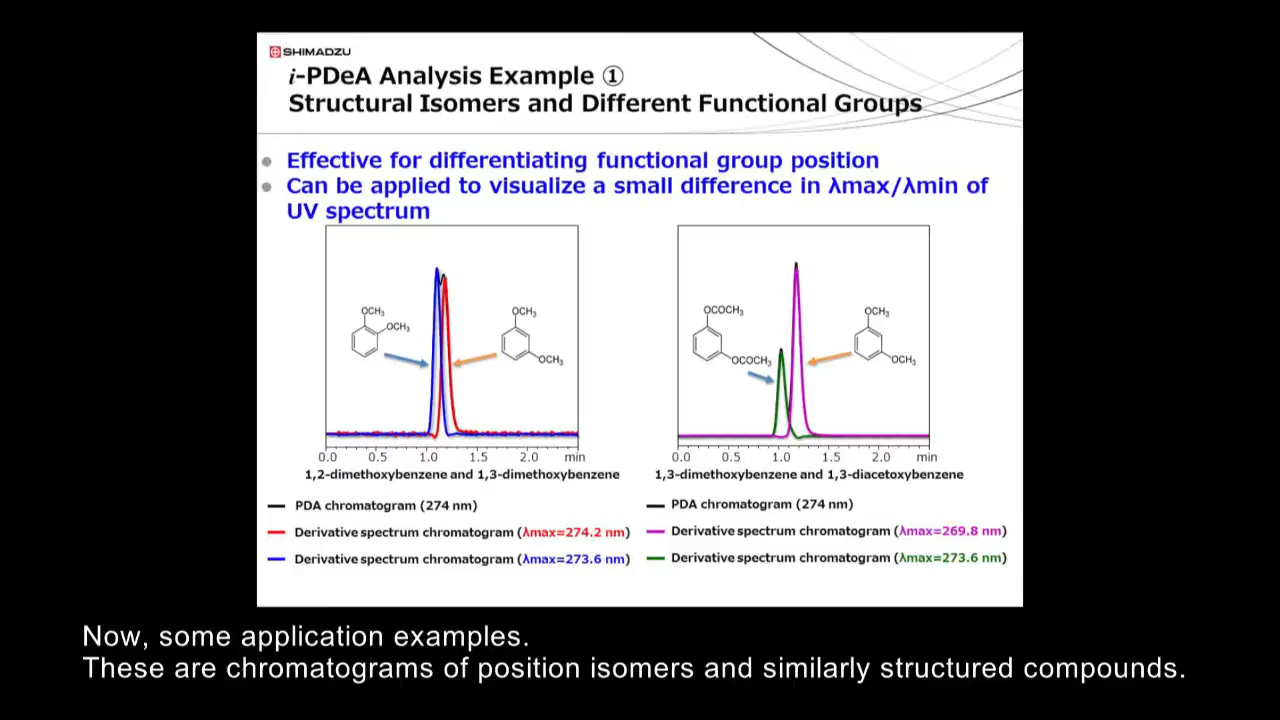 SHIMADZU
i-PDeA Analysis Example ①
Structural Isomers and Different Functional Groups
Effective for differentiating functional group position
Can be applied to visualize a small difference in λmax/λmin of
UV spectrum
OCH3
OCH3
OCH3
OCH3
0.0 0.5 1.0 1.5 2.0 min
1,2-dimethoxybenzene and 1,3-dimethoxybenzene
PDA chromatogram (274 nm)
Derivative spectrum chromatogram (λmax=274.2 nm)
Derivative spectrum chromatogram (λmax=273.6 nm)
OCOCH3
OCOCH3
OCH3
OCH3
0.0 0.5 1.0 1.5 2.0 min
1,3-dimethoxybenzene and 1,3-diacetoxybenzene
PDA chromatogram (274 nm)
Derivative spectrum chromatogram (λmax=269.8 nm)
Derivative spectrum chromatogram (λmax=273.6 nm)
Now, some application examples.
These are chromatograms of position isomers and similarly structured compounds.